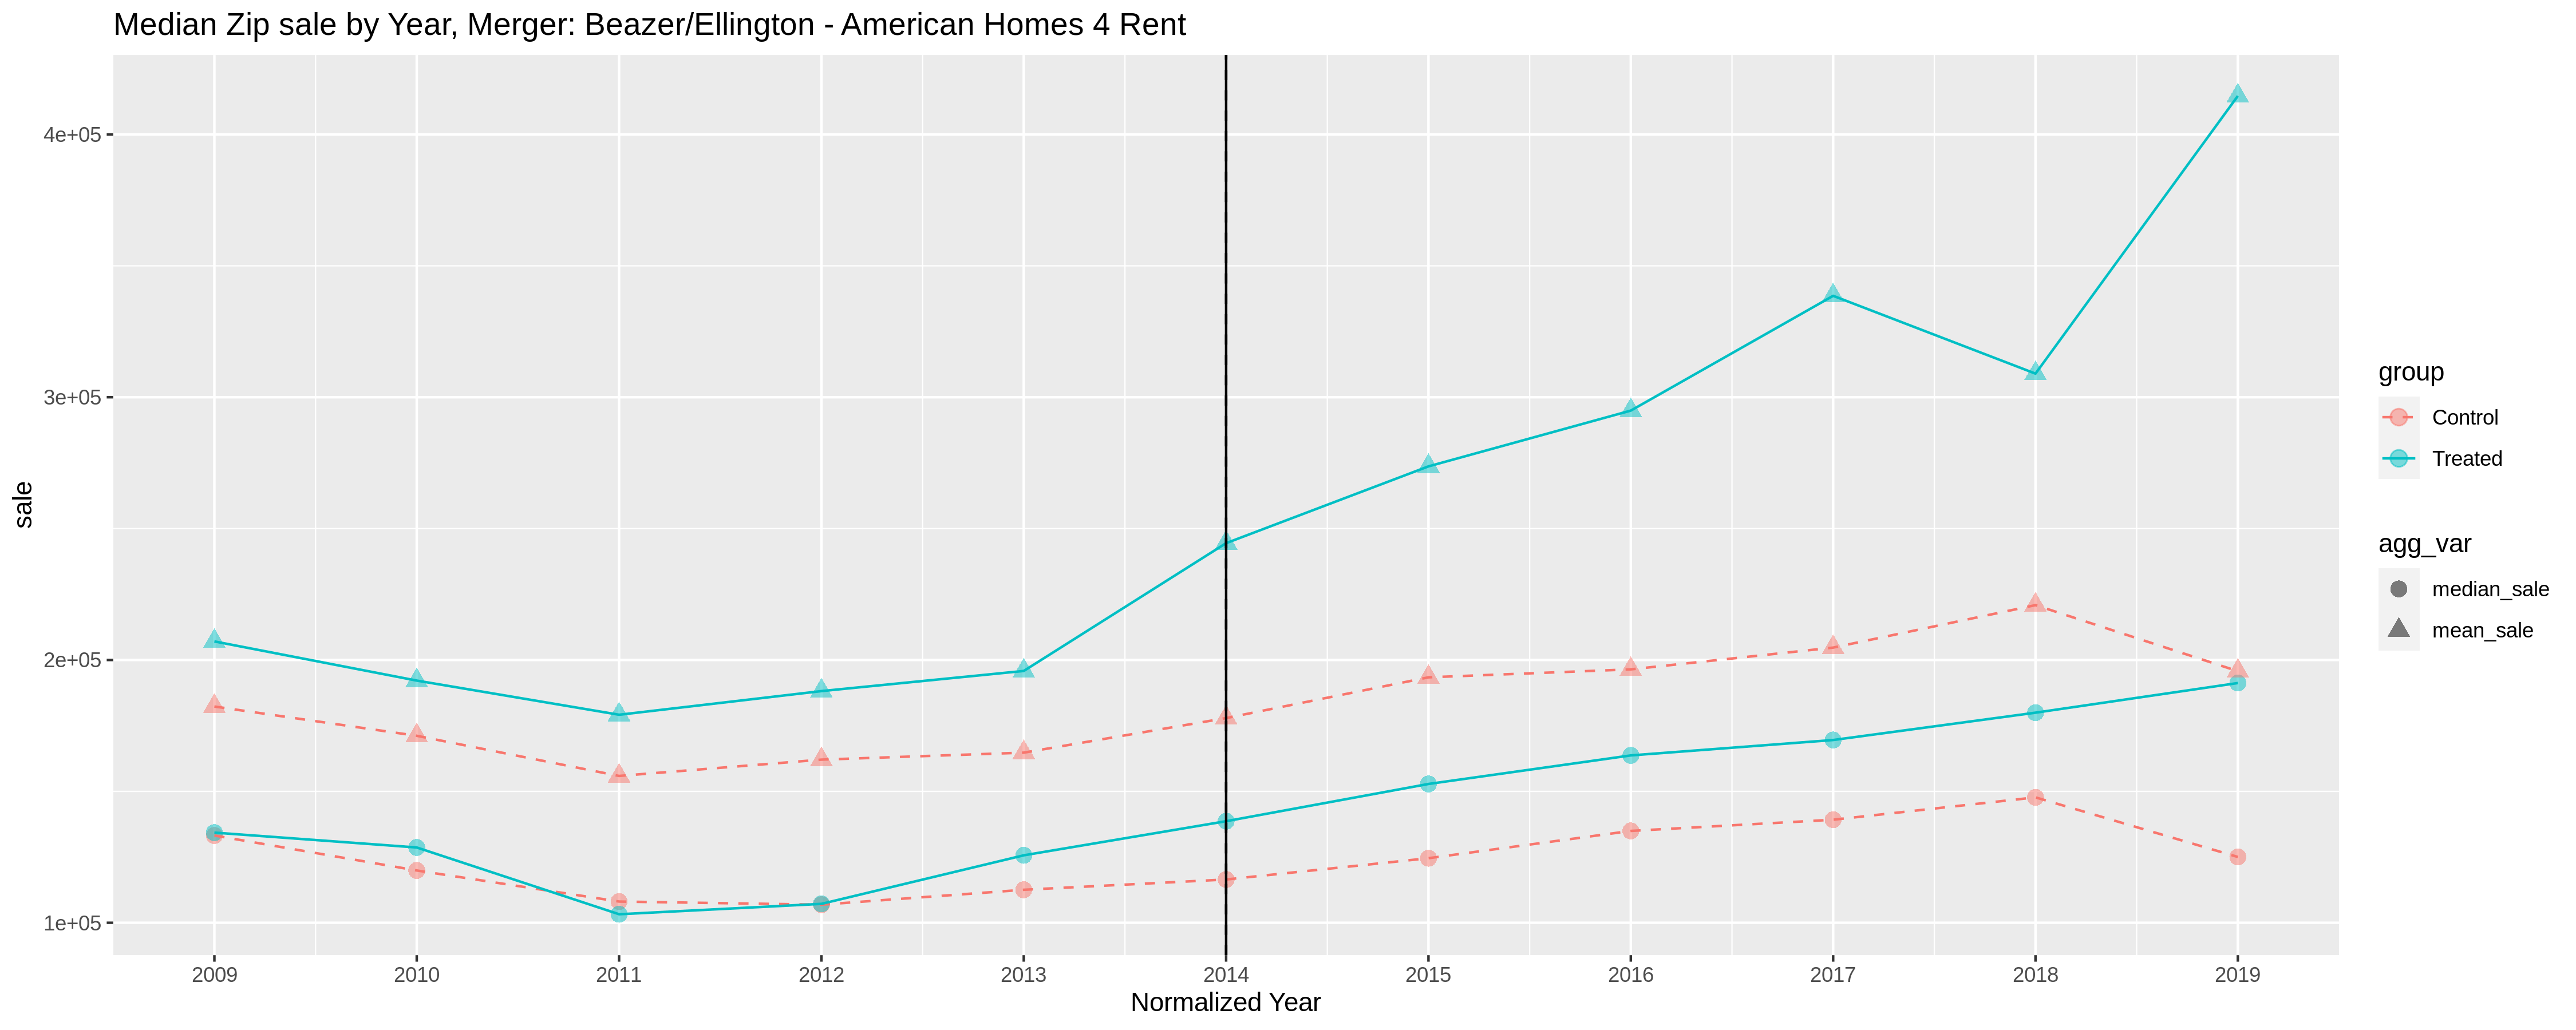 Median Zip sale by Year, Merger: Beazer/Ellington - American Homes 4 Rent
sale
4e+05
3e+05
2e+05
1e+05
2009 2010 2011 2012 2013 2014 2015 2016 2017 2018 2019
Normalized Year
group
Control
Treated
agg_var
median_sale
mean_sale